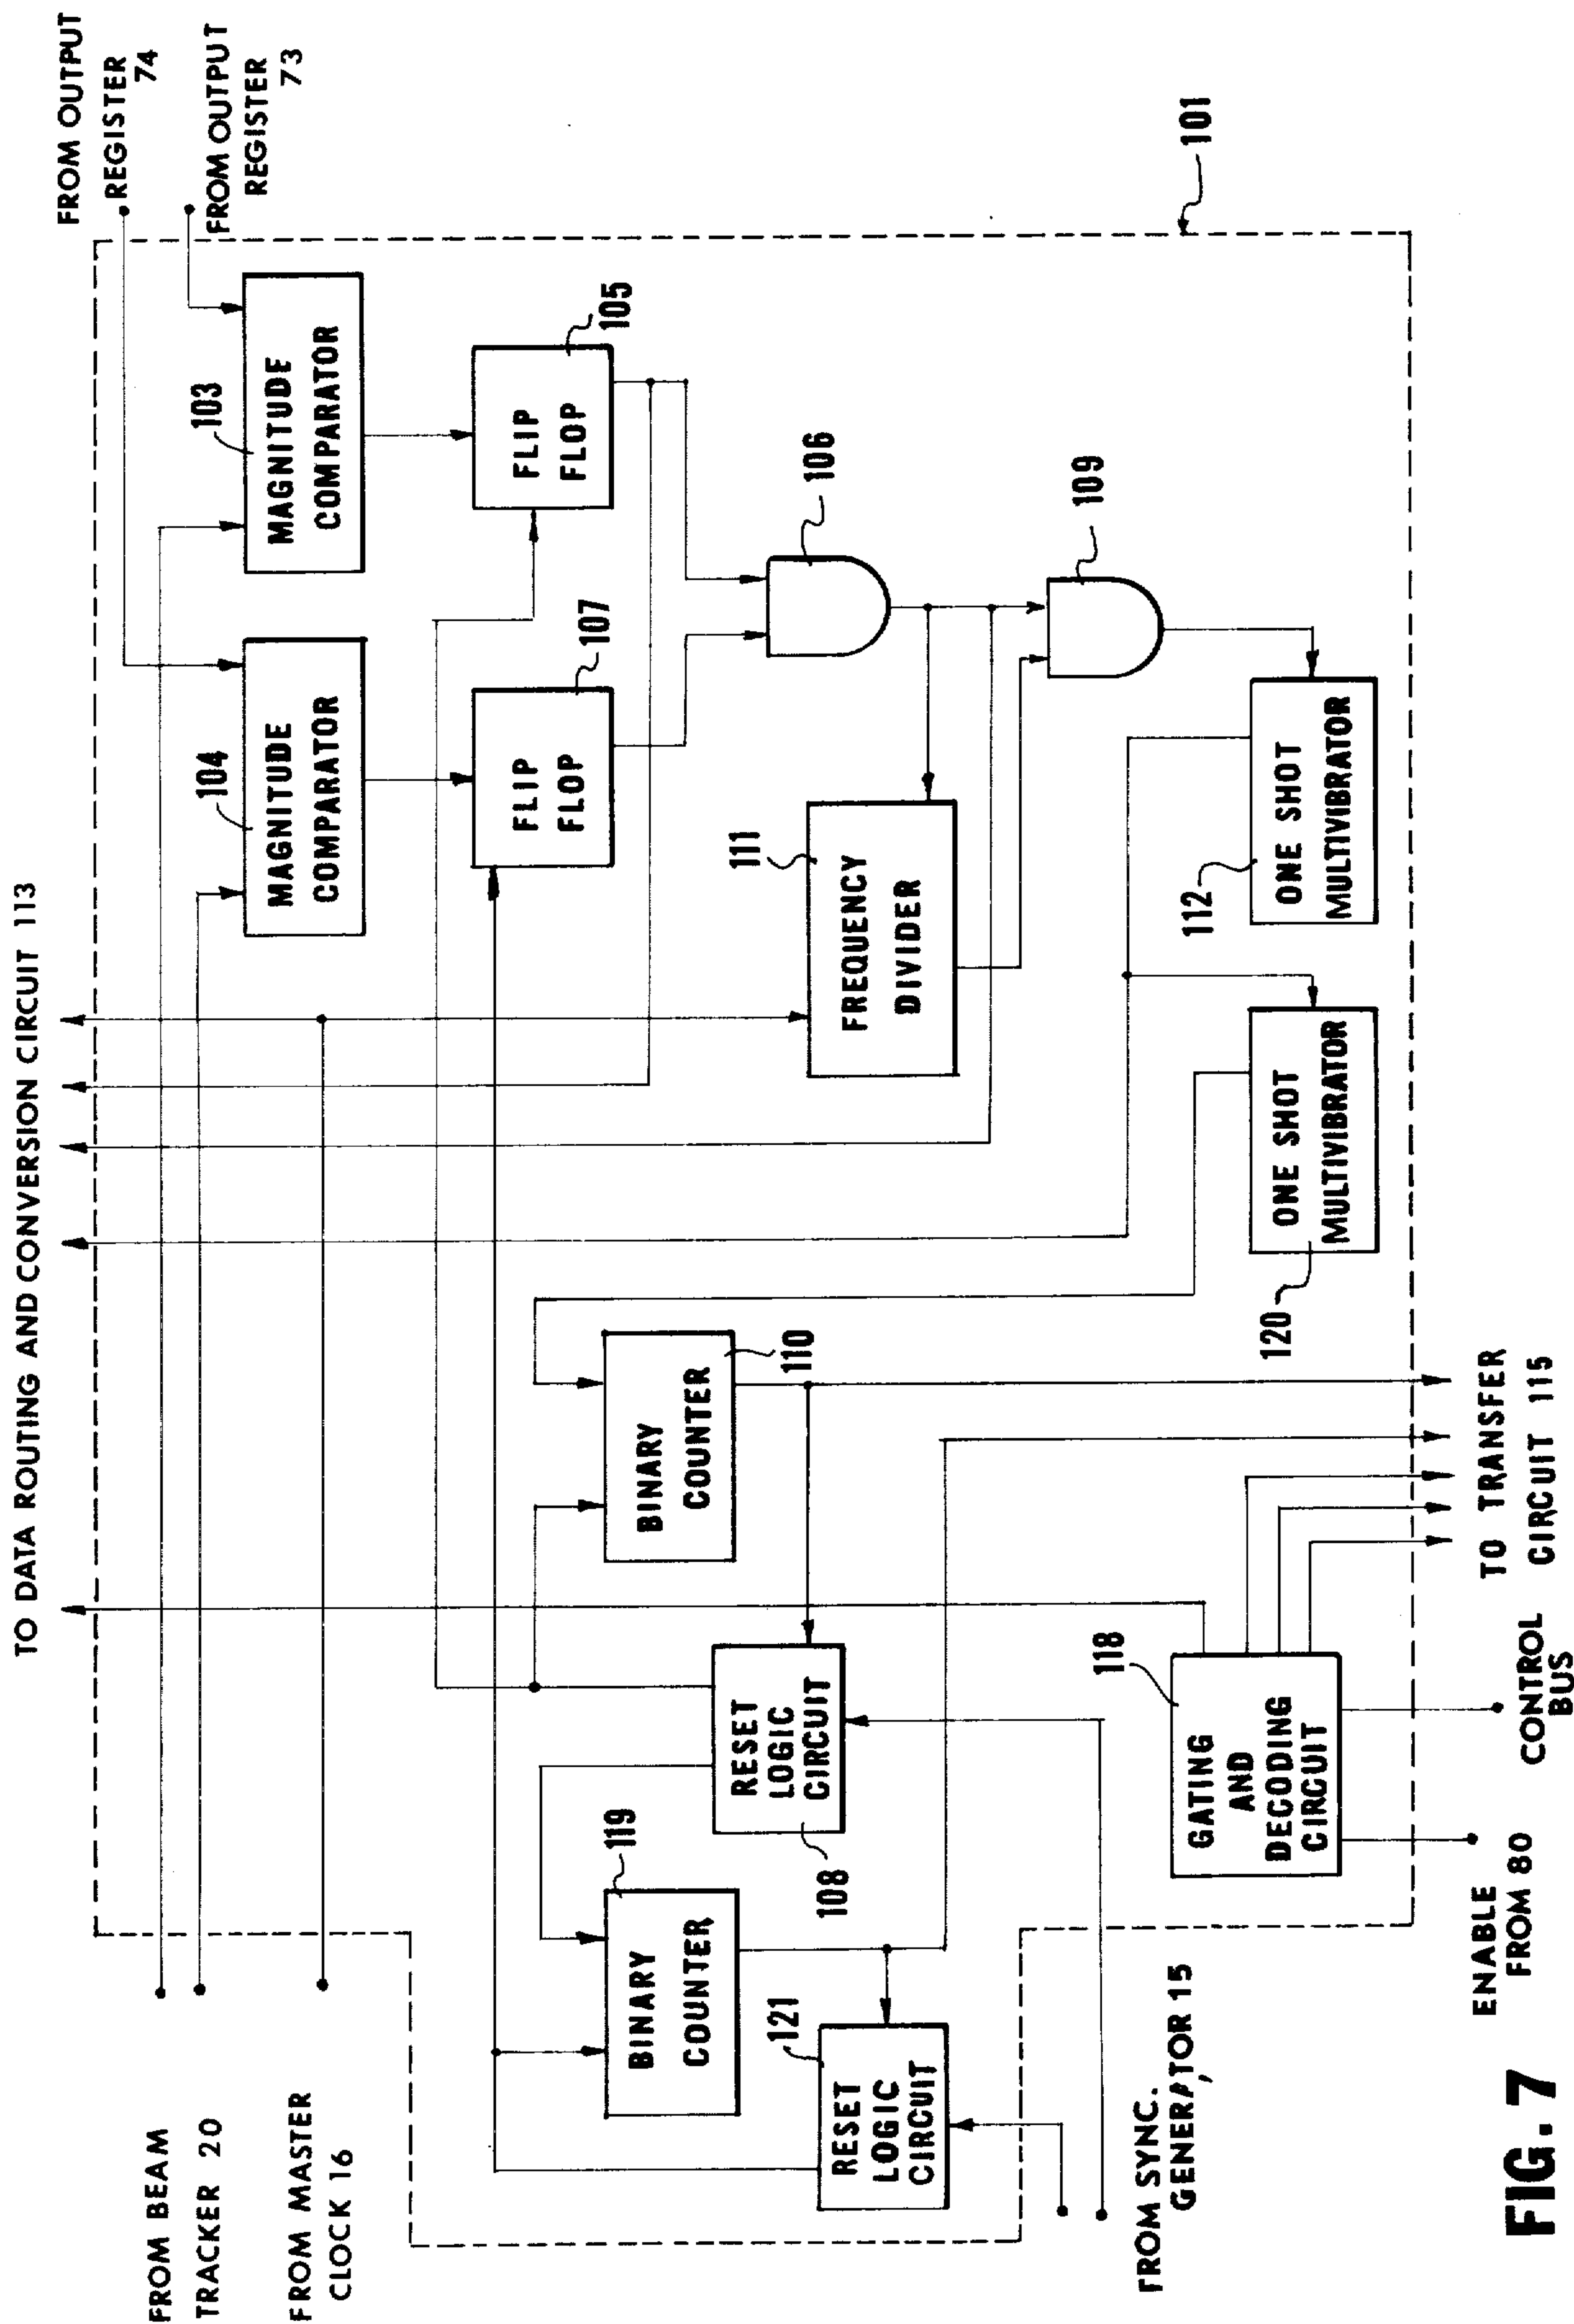 TO DATA ROUTING AND CONVERSION CIRCUIT 113
FROM OUTPUT
REGISTER
74
FROM OUTPUT
REGISTER
73
FROM BEAM
TRACKER 20
FROM MASTER
CLOCK 16
104
MAGNITUDE
COMPARATOR
103
MAGNITUDE
COMPARATOR
101
FLIP
FLOP
107
FLIP
FLOP
105
119
BINARY
COUNTER
BINARY
COUNTER
110
106
121
RESET
LOGIC
CIRCUIT
RESET
LOGIC
CIRCUIT
108
111
FREQUENCY
DIVIDER
109
118
GATING
AND
DECODING
CIRCUIT
120
ONE SHOT
MULTIVIBRATOR
112
ONE SHOT
MULTIVIBRATOR
FROM SYNC.
GENERATOR 15
ENABLE
FROM 80
CONTROL
BUS
TO TRANSFER
CIRCUIT 115
FIG. 7